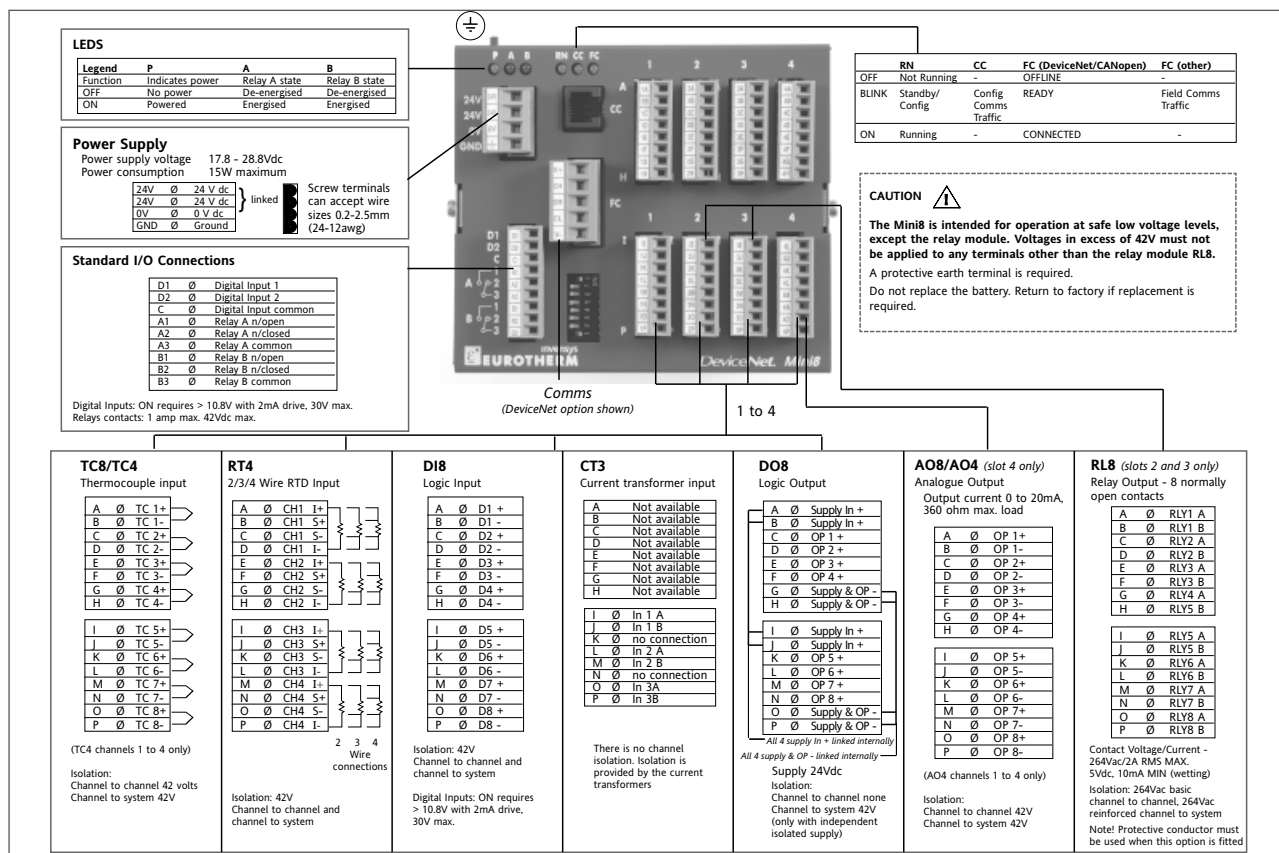 LEDS
Legend P A B
Function Indicates power Relay A state Relay B state
OFF No power De-energised De-energised
ON Powered Energised Energised
Power Supply
Power supply voltage 17.8 - 28.8Vdc
Power consumption 15W maximum
24V Ø 24 V dc
24V Ø 24 V dc
0V Ø 0 V dc
GND Ø Ground
linked
Screw terminals
can accept wire
sizes 0.2-2.5mm
(24-12awg)
Standard I/O Connections
D1 Ø Digital Input 1
D2 Ø Digital Input 2
C Ø Digital Input common
A1 Ø Relay A n/open
A2 Ø Relay A n/closed
A3 Ø Relay A common
B1 Ø Relay B n/open
B2 Ø Relay B n/closed
B3 Ø Relay B common
Digital Inputs: ON requires > 10.8V with 2mA drive, 30V max.
Relays contacts: 1 amp max. 42Vdc max.
P A B RN CC FC
1 2 3 4
24V
24V
GND
CC
A
H
FC
1 2 3 4
D1
D2
C
A 1
2
3
B 1
2
3
I
P
invensys
EUROTHERM
DeviceNet. Mini8
Comms
(DeviceNet option shown)
1 to 4
RN CC FC (DeviceNet/CANopen) FC (other)
OFF Not Running - OFFLINE -
BLINK Standby/ Config READY Field Comms
Config Comms Traffic
Traffic
ON Running - CONNECTED -
CAUTION
The Mini8 is intended for operation at safe low voltage levels,
except the relay module. Voltages in excess of 42V must not
be applied to any terminals other than the relay module RL8.
A protective earth terminal is required.
Do not replace the battery. Return to factory if replacement is
required.
TC8/TC4
Thermocouple input
A Ø TC 1+
B Ø TC 1-
C Ø TC 2+
D Ø TC 2-
E Ø TC 3+
F Ø TC 3-
G Ø TC 4+
H Ø TC 4-
I Ø TC 5+
J Ø TC 5-
K Ø TC 6+
L Ø TC 6-
M Ø TC 7+
N Ø TC 7-
O Ø TC 8+
P Ø TC 8-
(TC4 channels 1 to 4 only)
Isolation:
Channel to channel 42 volts
Channel to system 42V
RT4
2/3/4 Wire RTD Input
A Ø CH1 I+
B Ø CH1 S+
C Ø CH1 S-
D Ø CH1 I-
E Ø CH2 I+
F Ø CH2 S+
G Ø CH2 S-
H Ø CH2 I-
I Ø CH3 I+
J Ø CH3 S+
K Ø CH3 S-
L Ø CH3 I-
M Ø CH4 I+
N Ø CH4 S+
O Ø CH4 S-
P Ø CH4 I-
2 3 4
Wire
connections
Isolation: 42V
Channel to channel and
channel to system
DI8
Logic Input
A Ø D1 +
B Ø D1 -
C Ø D2 +
D Ø D2 -
E Ø D3 +
F Ø D3 -
G Ø D4 +
H Ø D4 -
I Ø D5 +
J Ø D5 -
K Ø D6 +
L Ø D6 -
M Ø D7 +
N Ø D7 -
O Ø D8 +
P Ø D8 -
Isolation: 42V
Channel to channel and
channel to system
Digital Inputs: ON requires
> 10.8V with 2mA drive,
30V max.
CT3
Current transformer input
A Not available
B Not available
C Not available
D Not available
E Not available
F Not available
G Not available
H Not available
I Ø In 1 A
J Ø In 1 B
K Ø no connection
L Ø In 2 A
M Ø In 2 B
N Ø no connection
O Ø In 3A
P Ø In 3B
There is no channel
isolation. Isolation is
provided by the current
transformers
DO8
Logic Output
A Ø Supply In +
B Ø Supply In +
C Ø OP 1 +
D Ø OP 2 +
E Ø OP 3 +
F Ø OP 4 +
G Ø Supply & OP -
H Ø Supply & OP -
I Ø Supply In +
J Ø Supply In +
K Ø OP 5 +
L Ø OP 6 +
M Ø OP 7 +
N Ø OP 8 +
O Ø Supply & OP -
P Ø Supply & OP -
All 4 supply In + linked internally
All 4 supply & OP - linked internally
Supply 24Vdc
Isolation:
Channel to channel none
Channel to system 42V
(only with independent
isolated supply)
AO8/AO4 (slot 4 only)
Analogue Output
Output current 0 to 20mA,
360 ohm max. load
A Ø OP 1+
B Ø OP 1-
C Ø OP 2+
D Ø OP 2-
E Ø OP 3+
F Ø OP 3-
G Ø OP 4+
H Ø OP 4-
I Ø OP 5+
J Ø OP 5-
K Ø OP 6+
L Ø OP 6-
M Ø OP 7+
N Ø OP 7-
O Ø OP 8+
P Ø OP 8-
(AO4 channels 1 to 4 only)
Isolation:
Channel to channel 42V
Channel to system 42V
RL8 (slots 2 and 3 only)
Relay Output - 8 normally
open contacts
A Ø RLY1 A
B Ø RLY1 B
C Ø RLY2 A
D Ø RLY2 B
E Ø RLY3 A
F Ø RLY3 B
G Ø RLY4 A
H Ø RLY5 B
I Ø RLY5 A
J Ø RLY5 B
K Ø RLY6 A
L Ø RLY6 B
M Ø RLY7 A
N Ø RLY7 B
O Ø RLY8 A
P Ø RLY8 B
Contact Voltage/Current -
264Vac/2A RMS MAX.
5Vdc, 10mA MIN (wetting)
Isolation: 264Vac basic
channel to channel, 264Vac
reinforced channel to system
Note! Protective conductor must
be used when this option is fitted